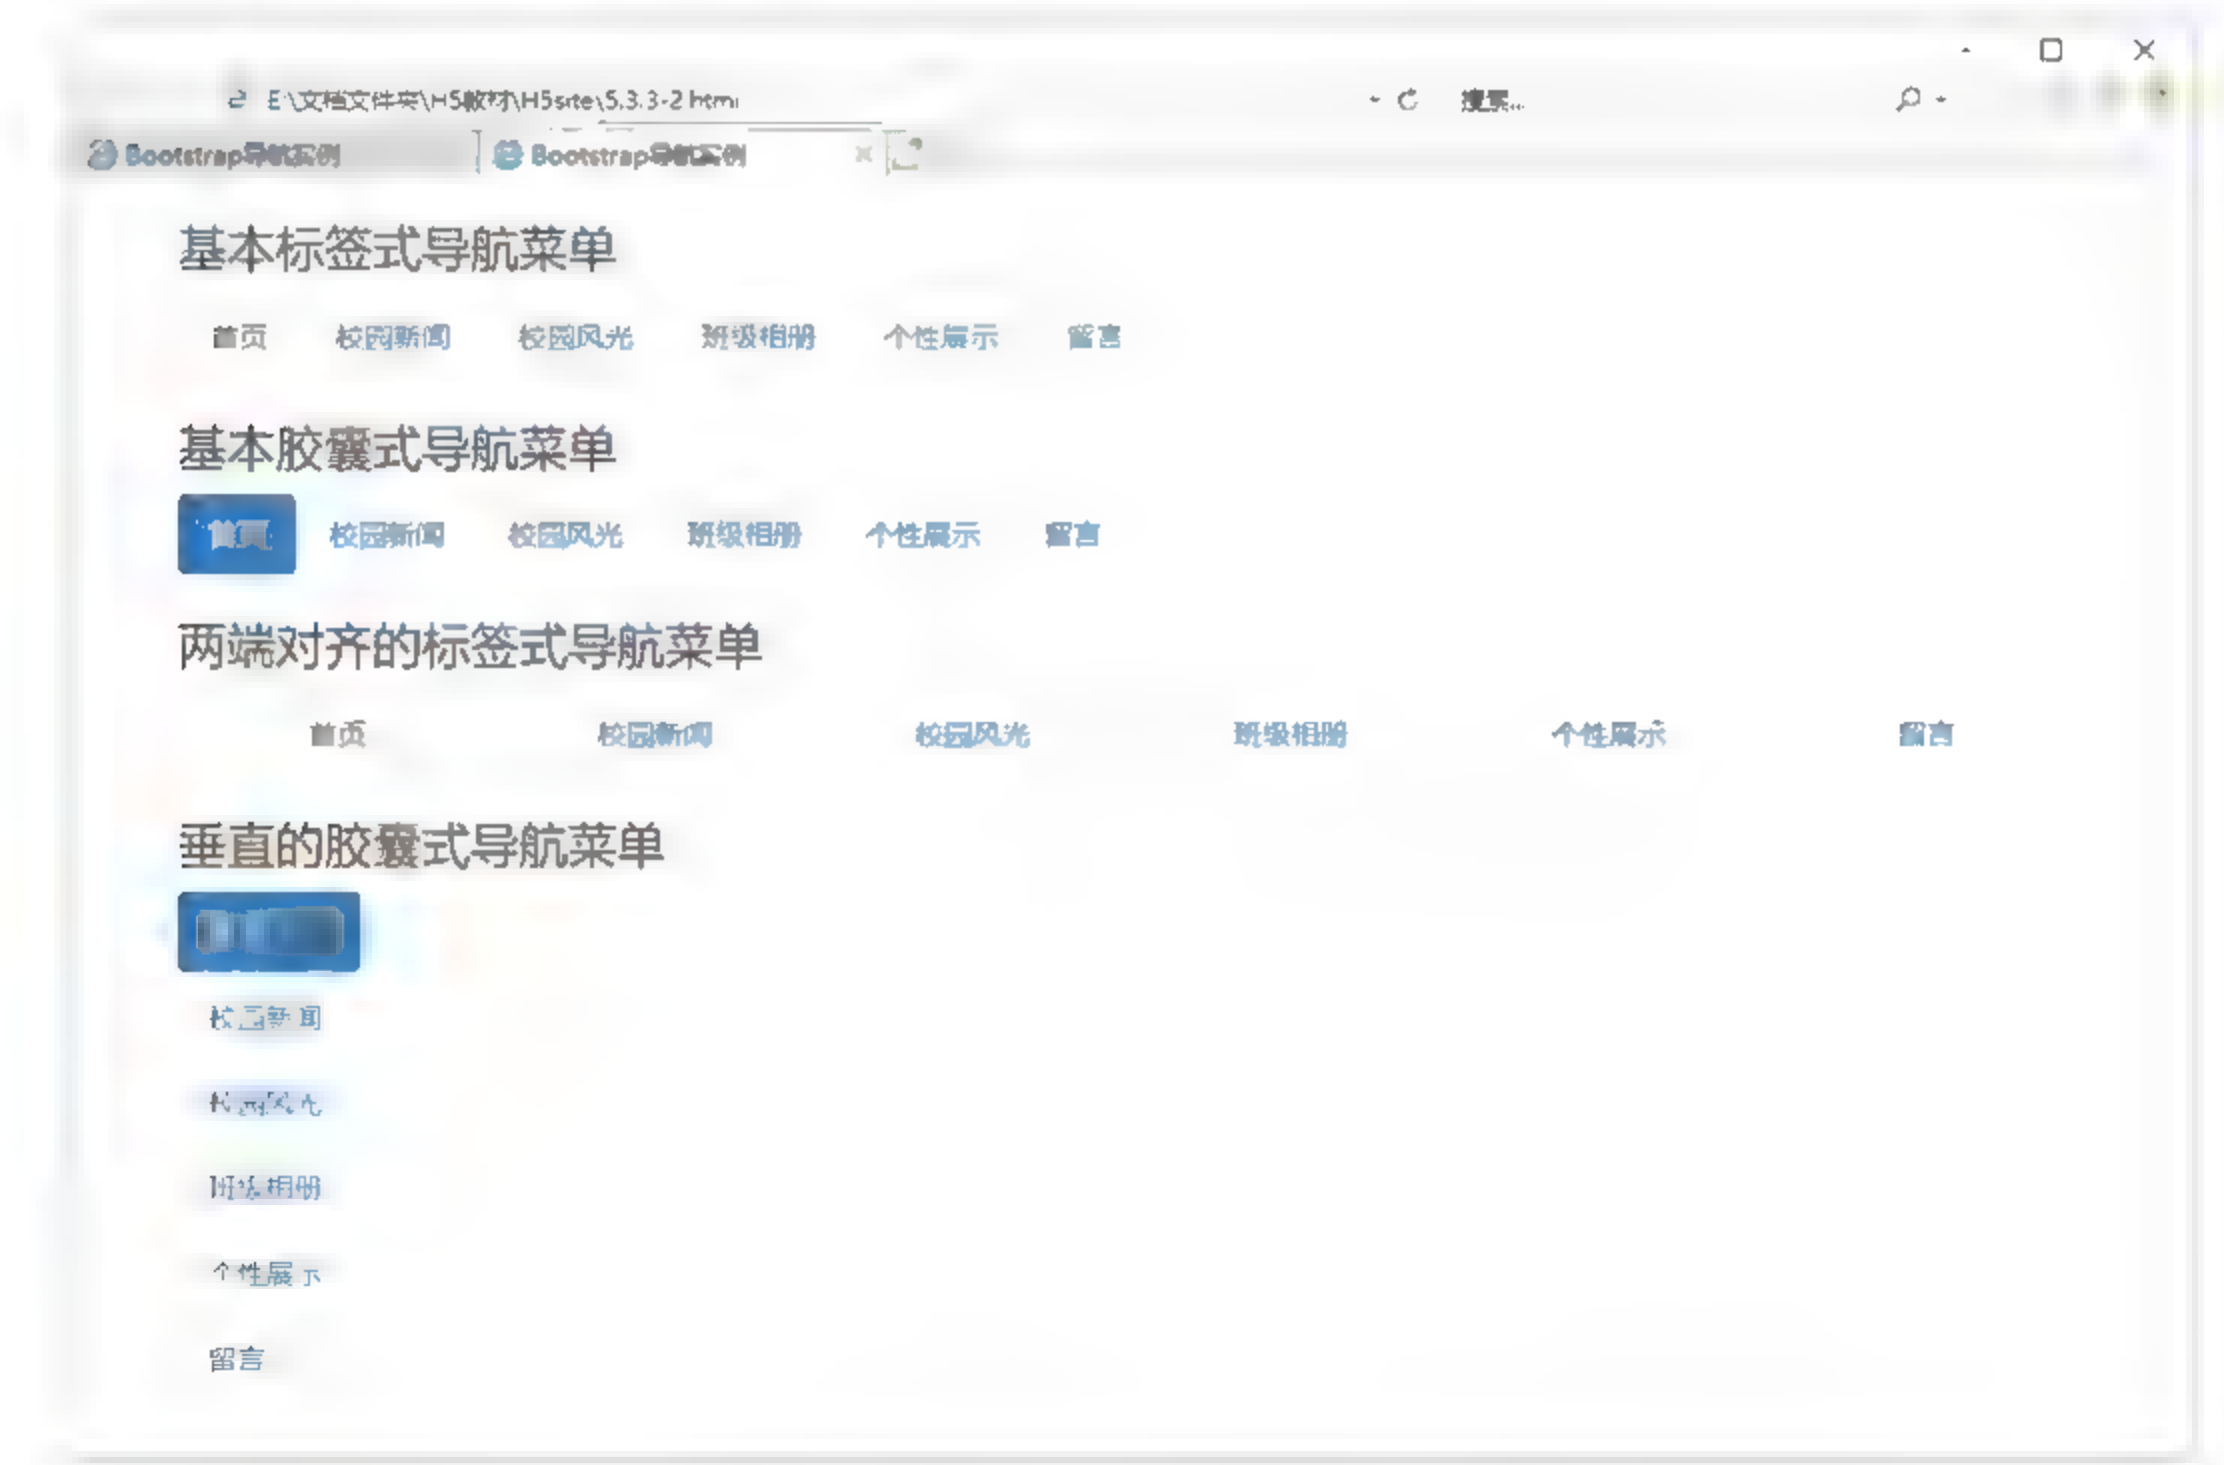 E:\文档文件夹\H5教材\H5site\5.3.3-2.html
搜索...
Bootstrap导航实例 Bootstrap导航实例
基本标签式导航菜单
首页 校园新闻 校园风光 班级相册 个性展示 留言
基本胶囊式导航菜单
首页 校园新闻 校园风光 班级相册 个性展示 留言
两端对齐的标签式导航菜单
首页 校园新闻 校园风光 班级相册 个性展示 留言
垂直的胶囊式导航菜单
校园新闻
校园风光
班级相册
个性展示
留言